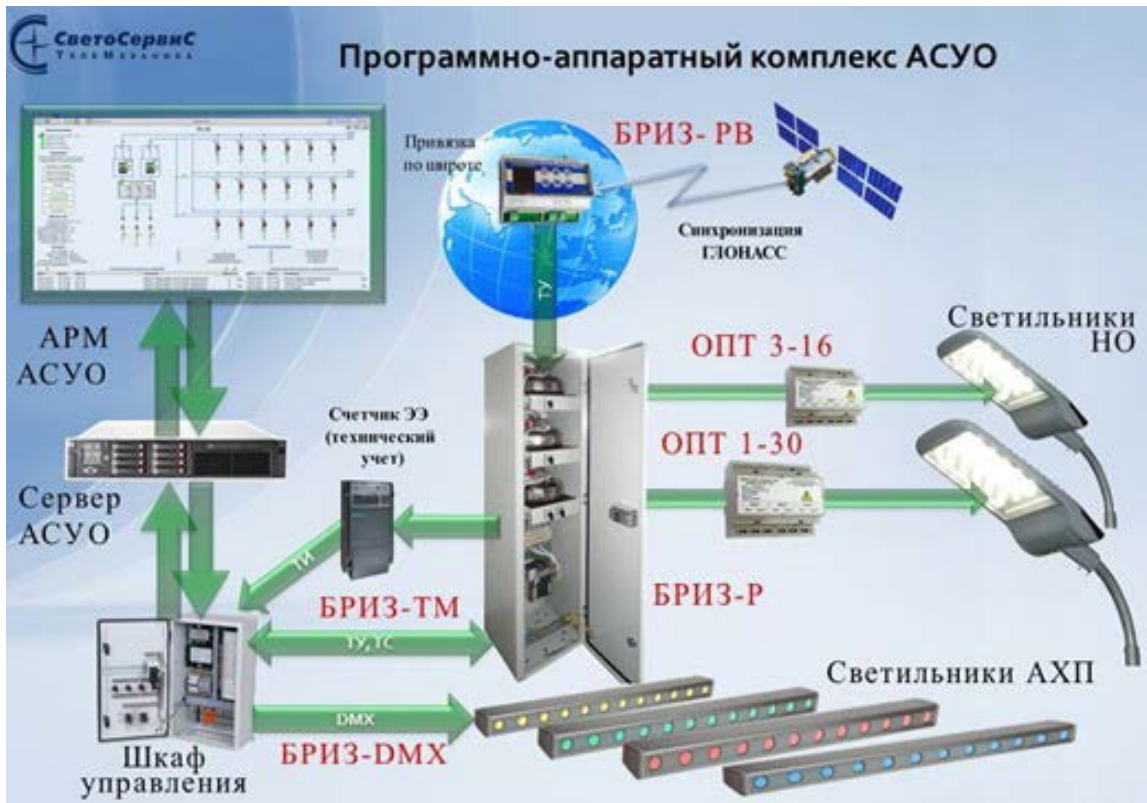 СветоСервиС
ТелеМеханика
Программно-аппаратный комплекс АСУО
Привязка
по широте
БРИЗ- РВ
Синхронизация
ГЛОНАСС
ТУ
АРМ
АСУО
ОПТ 3-16
Светильники
НО
Счетчик ЭЭ
(технический
учет)
ОПТ 1-30
Сервер
АСУО
ТИ
БРИЗ-ТМ
БРИЗ-Р
ТУ, ТС
Светильники АХП
DMX
БРИЗ-DMX
Шкаф
управления